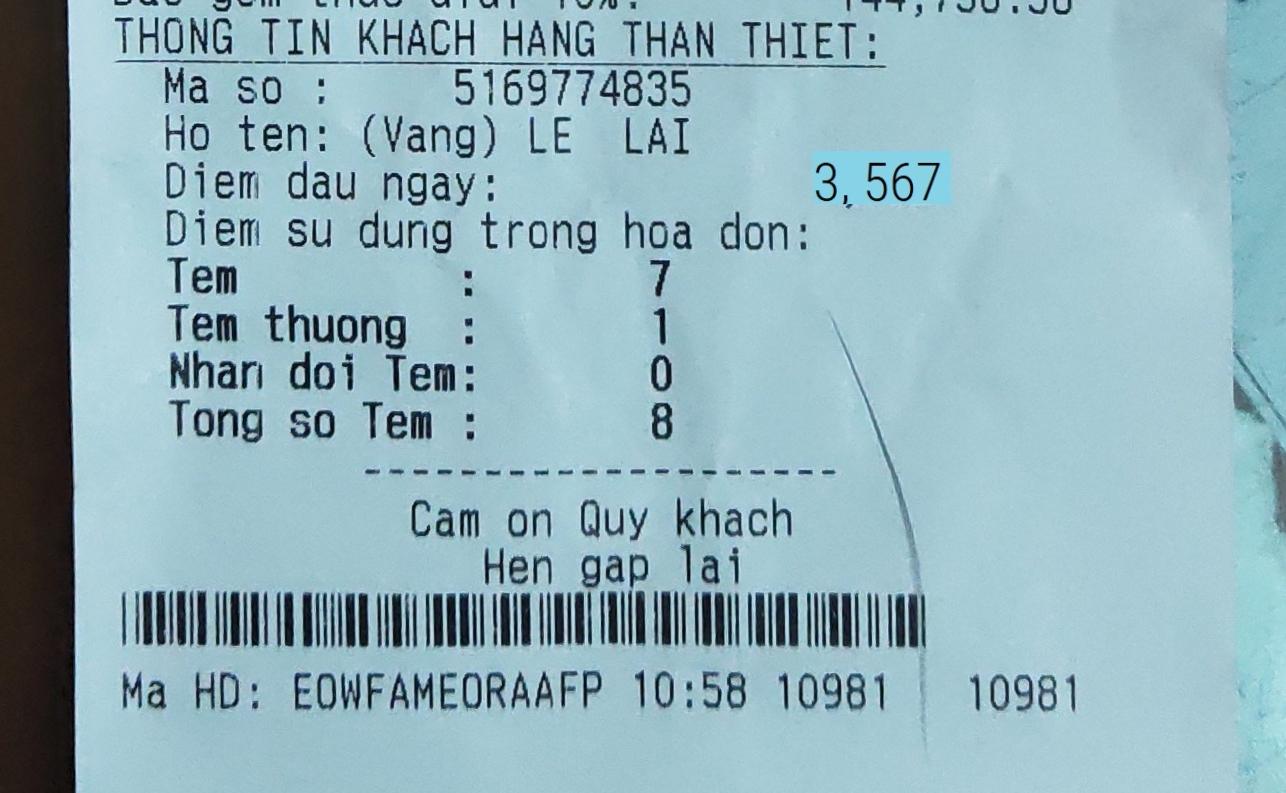 THONG TIN KHACH HANG THAN THIET:
Ma so : 5169774835
Ho ten: (Vang) LE LAI
Diem dau ngay: 3,567
Diem su dung trong hoa don:
Tem : 7
Tem thuong : 1
Nhan doi Tem: 0
Tong so Tem : 8
--------------------
Cam on Quy khach
Hen gap lai
Ma HD: EOWFAMEORAAFP 10:58 10981 10981